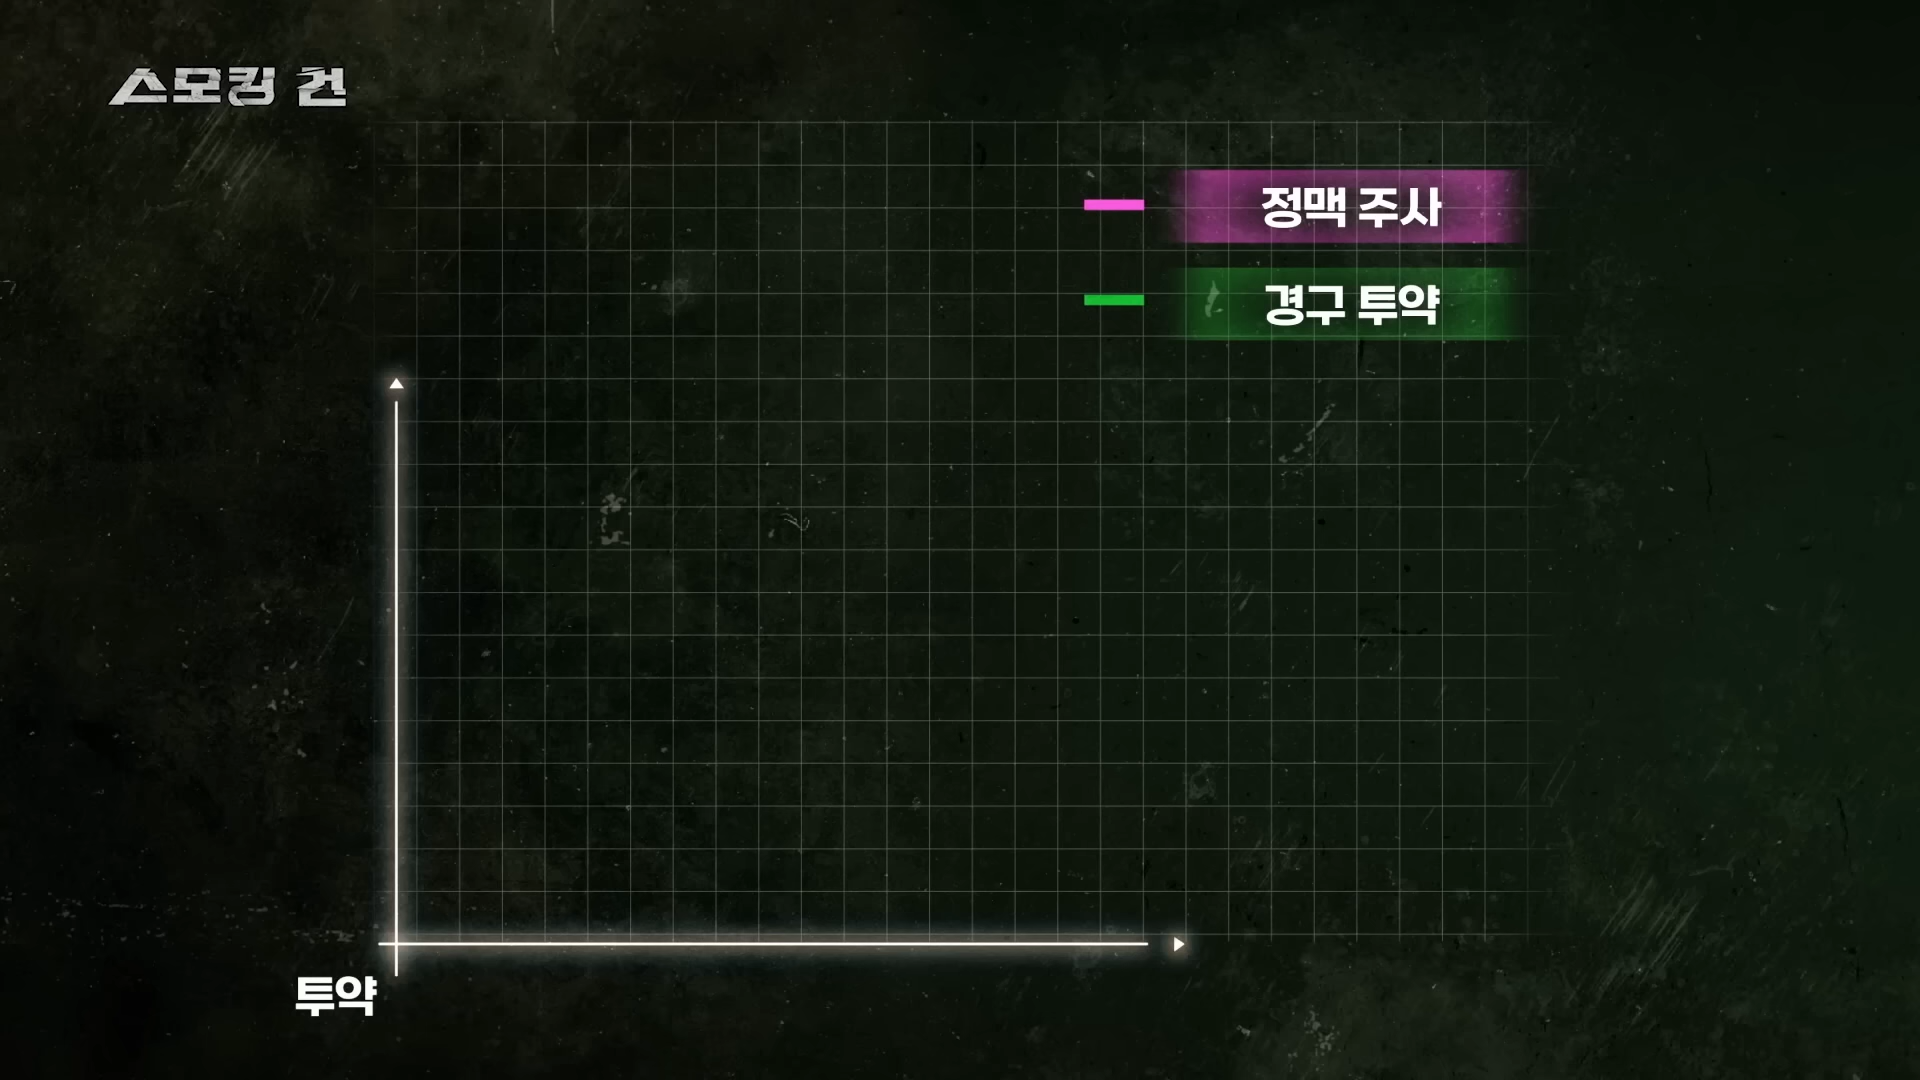 스모킹 건
정맥 주사
경구 투약
투약